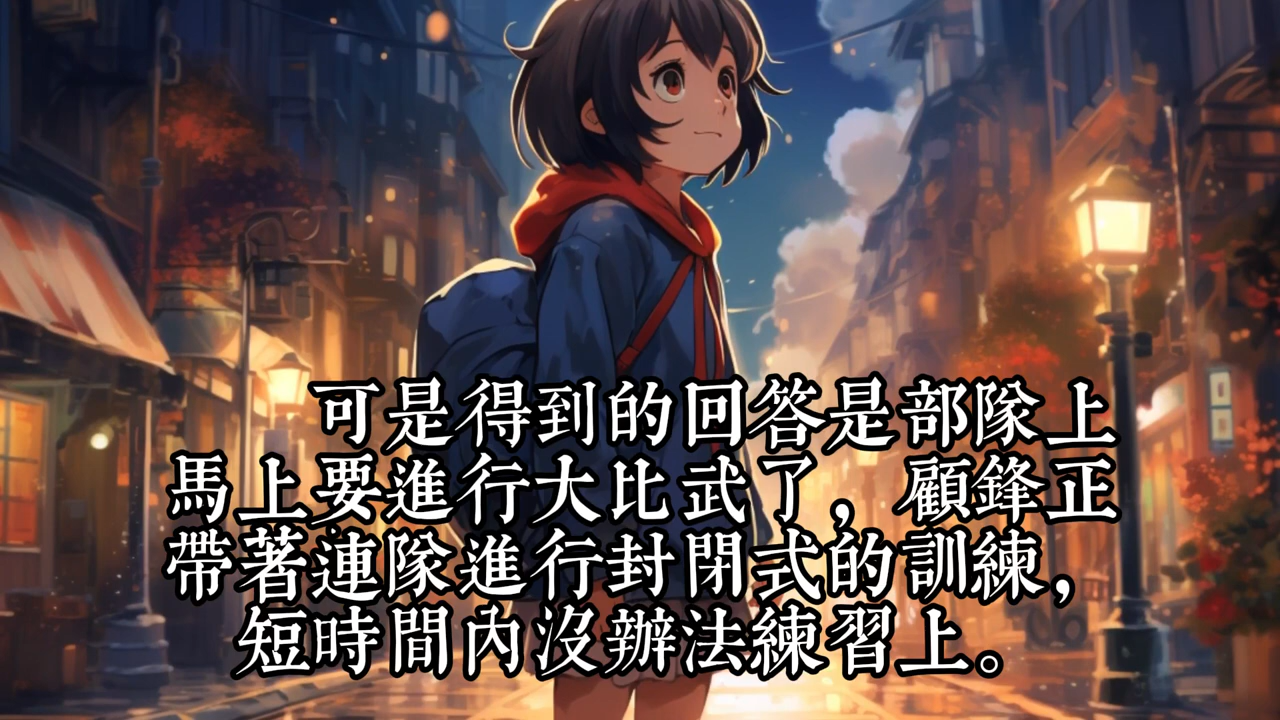 可是得到的回答是部隊上
馬上要進行大比武了，顧鋒正
帶著連隊進行封閉式的訓練，
短時間內沒辦法練習上。